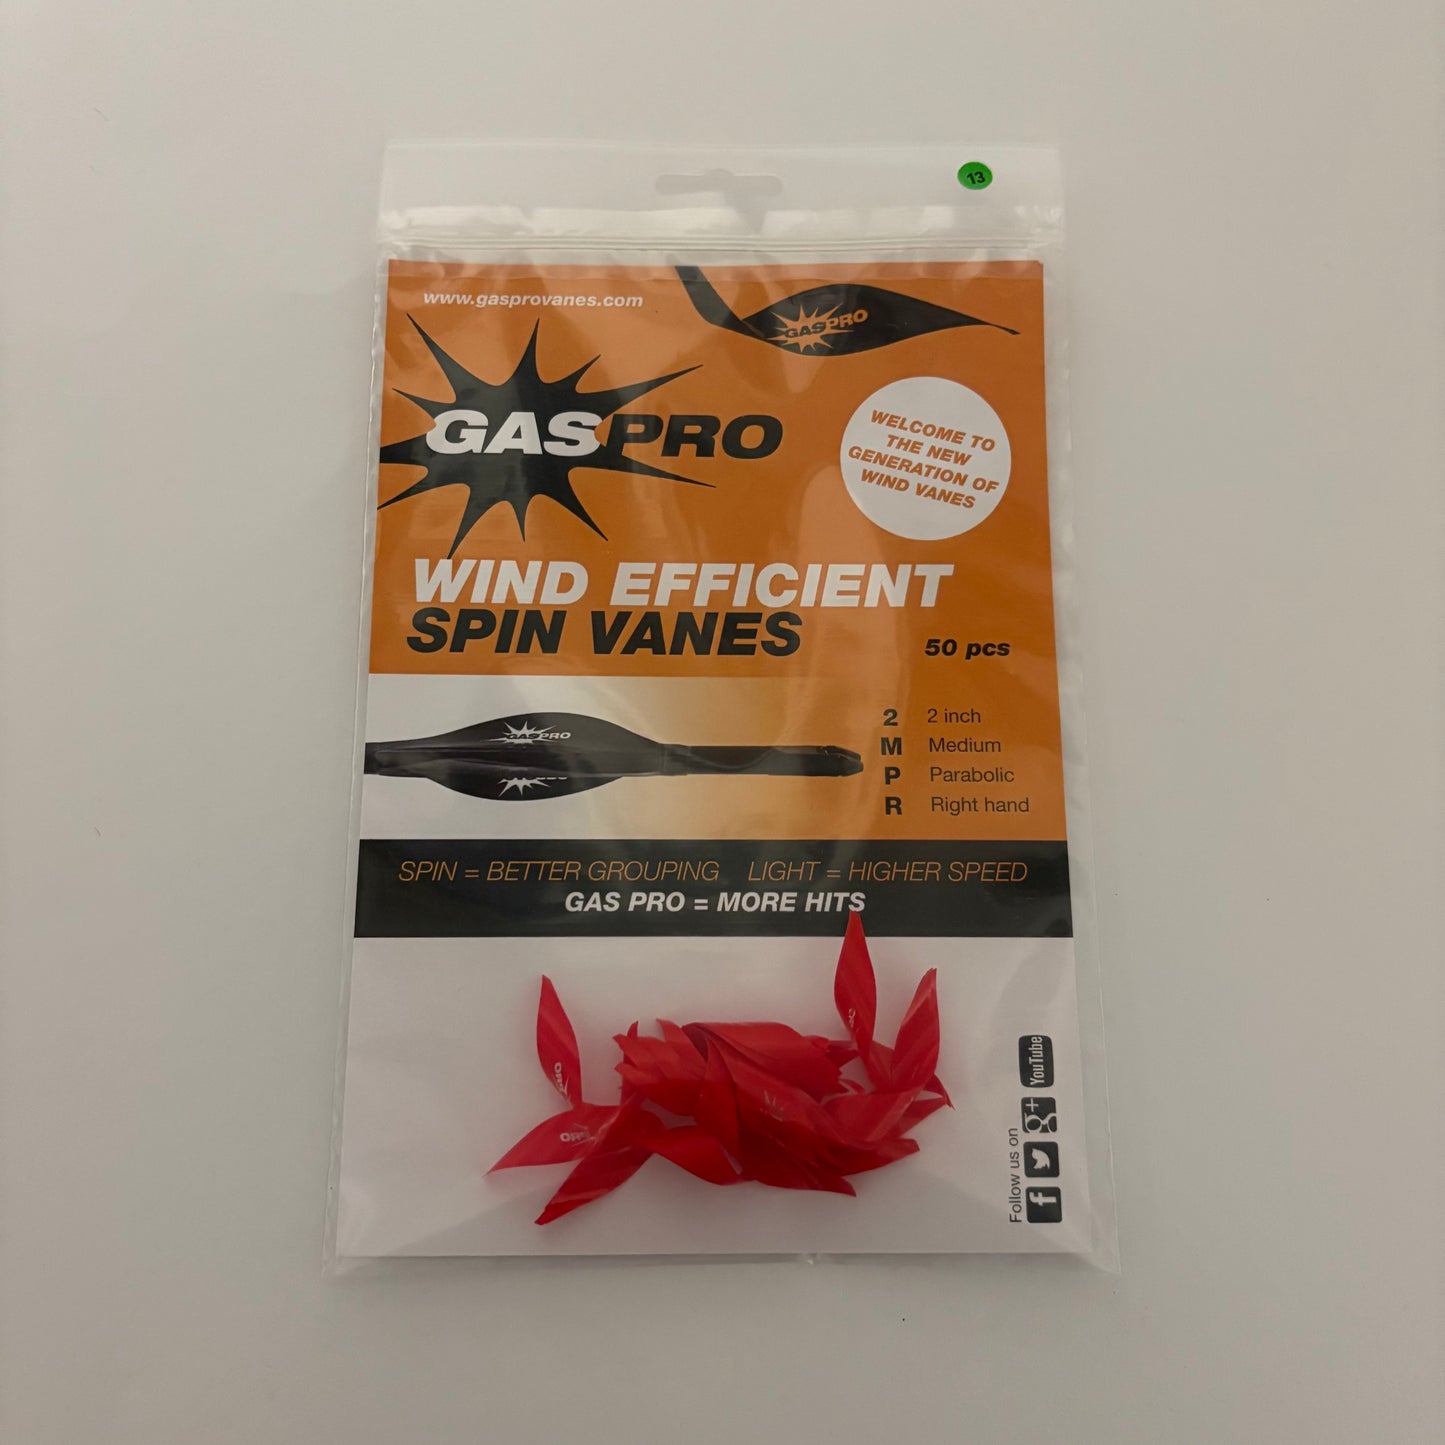 13
www.gasprovanes.com
GASPRO
GASPRO
WELCOME TO
THE NEW
GENERATION OF
WIND VANES
WIND EFFICIENT
SPIN VANES
50 pcs
GASPRO
2 2 inch
M Medium
P Parabolic
R Right hand
SPIN = BETTER GROUPING LIGHT = HIGHER SPEED
GAS PRO = MORE HITS
Follow us on
f
g+
YouTube